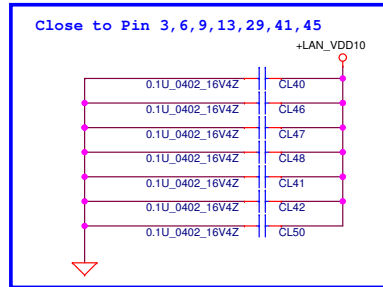 Close to Pin 3,6,9,13,29,41,45
+LAN_VDD10
0.1U_0402_16V4Z CL40
0.1U_0402_16V4Z CL46
0.1U_0402_16V4Z CL47
0.1U_0402_16V4Z CL48
0.1U_0402_16V4Z CL41
0.1U_0402_16V4Z CL42
0.1U_0402_16V4Z CL50